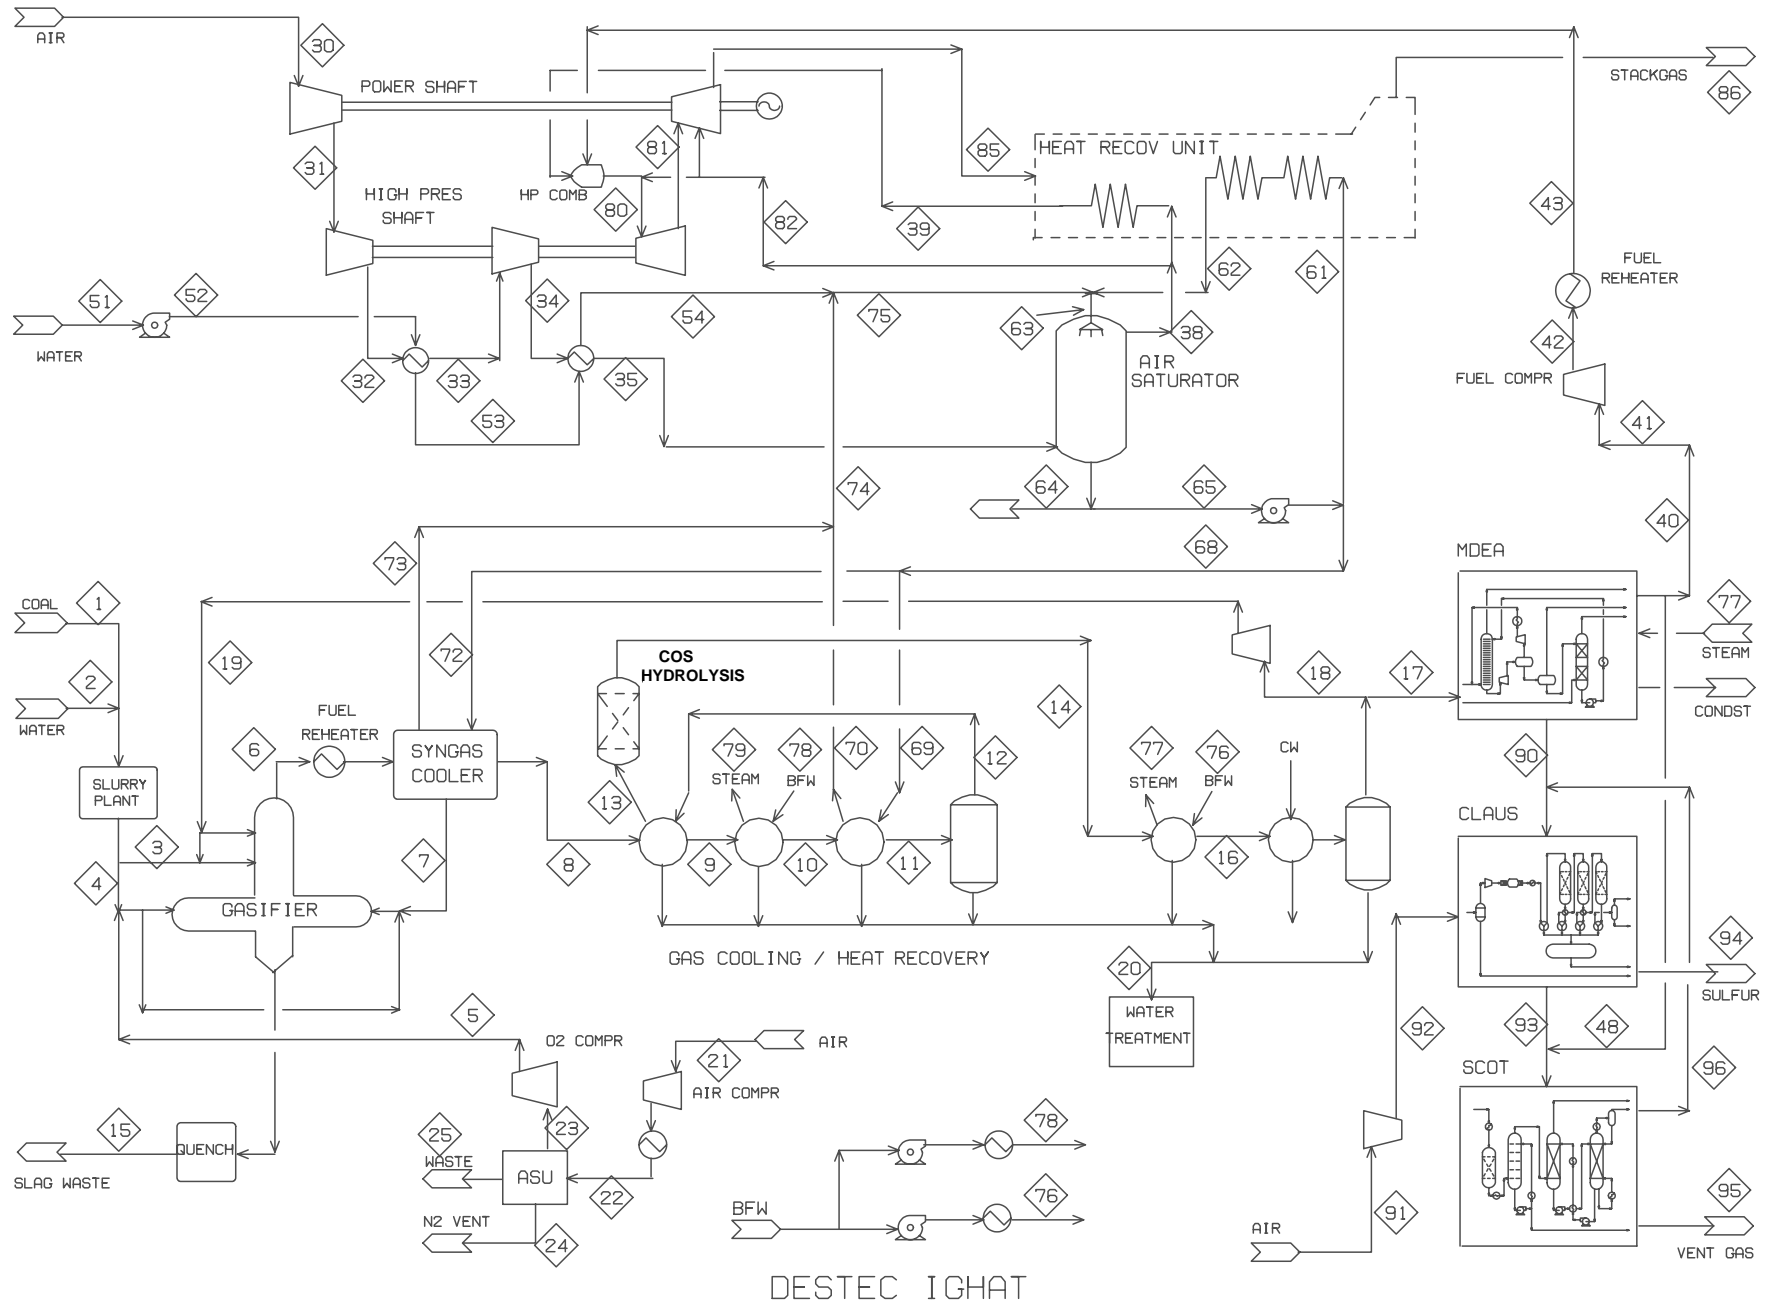 AIR
30
POWER SHAFT
STACKGAS
86
31
81
85
HEAT RECOV UNIT
HP COMB
HIGH PRES
SHAFT
80
82
39
43
51
52
34
54
75
63
38
62
61
FUEL
REHEATER
WATER
32
33
35
53
AIR
SATURATOR
42
FUEL COMPR
41
74
64
65
40
73
68
MDEA
COAL
1
77
STEAM
2
19
72
COS
HYDROLYSIS
18
17
WATER
FUEL
REHEATER
6
SYNGAS
COOLER
14
CONDST
79
STEAM
78
BFW
70
69
12
77
STEAM
76
BFW
CW
90
SLURRY
PLANT
13
CLAUS
3
4
7
8
9
10
11
16
GASIFIER
94
SULFUR
GAS COOLING / HEAT RECOVERY
20
WATER
TREATMENT
5
O2 COMPR
21
AIR
AIR COMPR
92
93
48
SCOT
96
15
QUENCH
SLAG WASTE
25
WASTE
23
ASU
22
N2 VENT
24
78
BFW
76
91
AIR
95
VENT GAS
DESTEC IGHAT